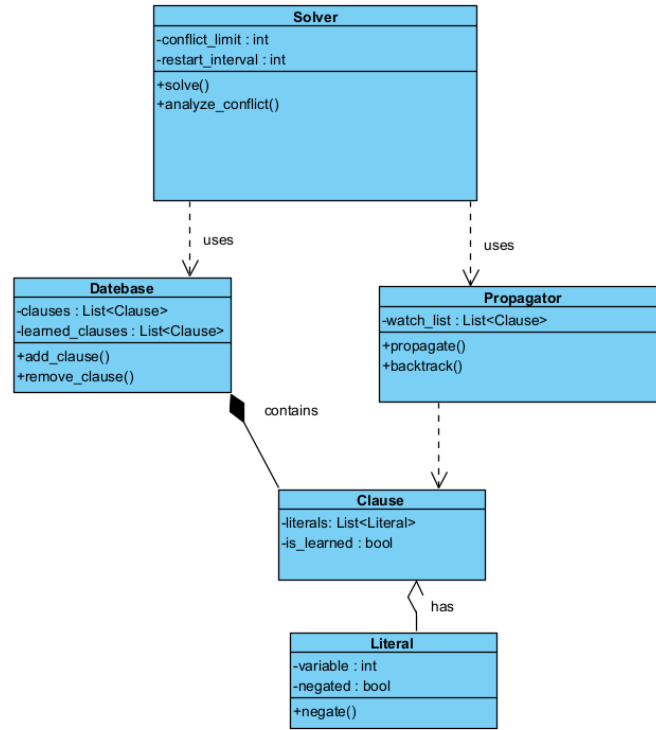 Solver
-conflict_limit : int
-restart_interval : int
+solve()
+analyze_conflict()
uses
uses
Datebase
-clauses : List<Clause>
-learned_clauses : List<Clause>
+add_clause()
+remove_clause()
Propagator
-watch_list : List<Clause>
+propagate()
+backtrack()
contains
Clause
-literals: List<Literal>
-is_learned : bool
has
Literal
-variable : int
-negated : bool
+negate()